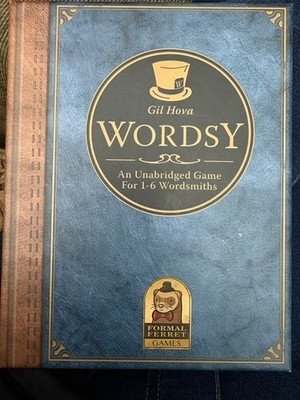 W
Gil Hova
WORDSY
An Unabridged Game
For 1-6 Wordsmiths
FORMAL
FERRET
GAMES